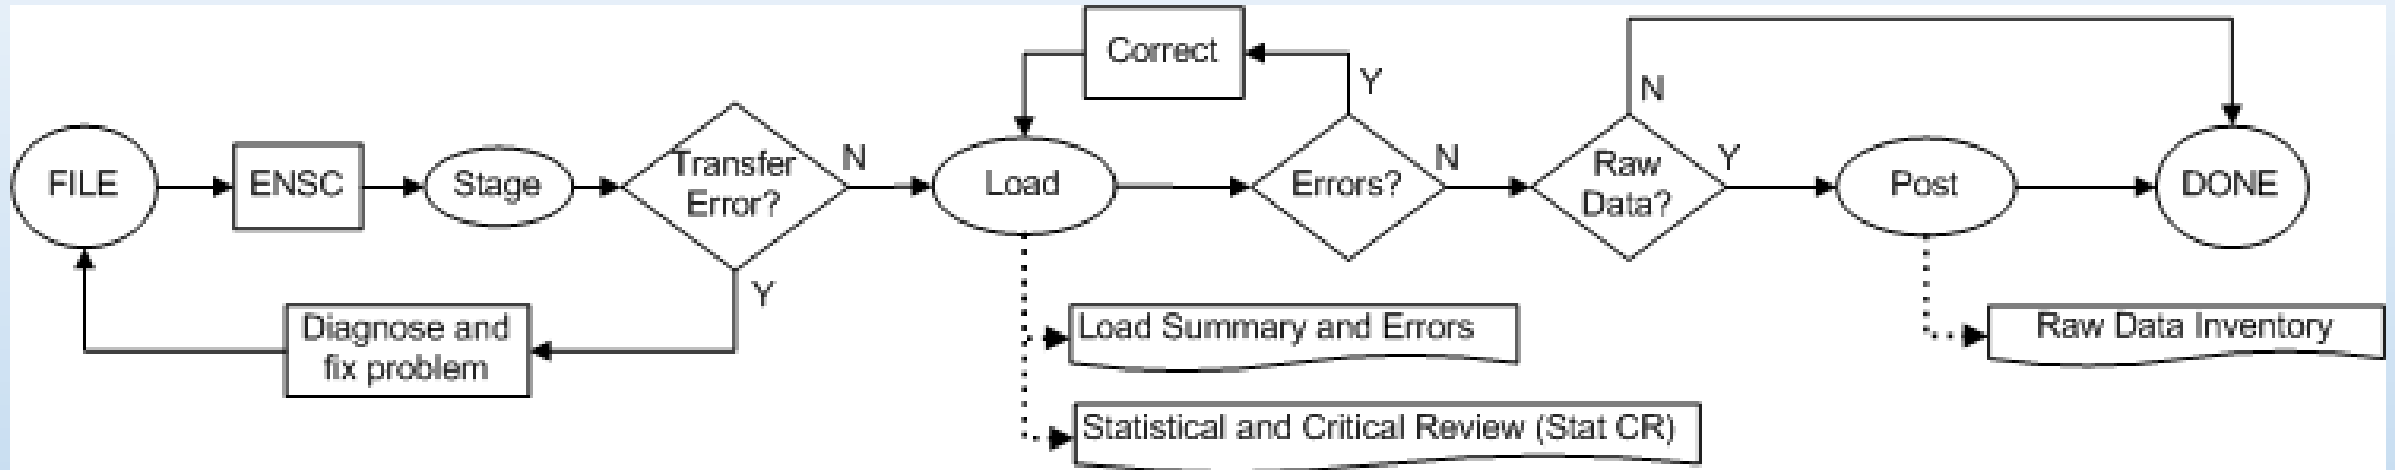 Correct
Y
N
FILE
ENSC
Stage
Transfer
Error?
N
Load
Errors?
N
Raw
Data?
Y
Post
DONE
Y
Diagnose and
fix problem
Load Summary and Errors
Raw Data Inventory
Statistical and Critical Review (Stat CR)